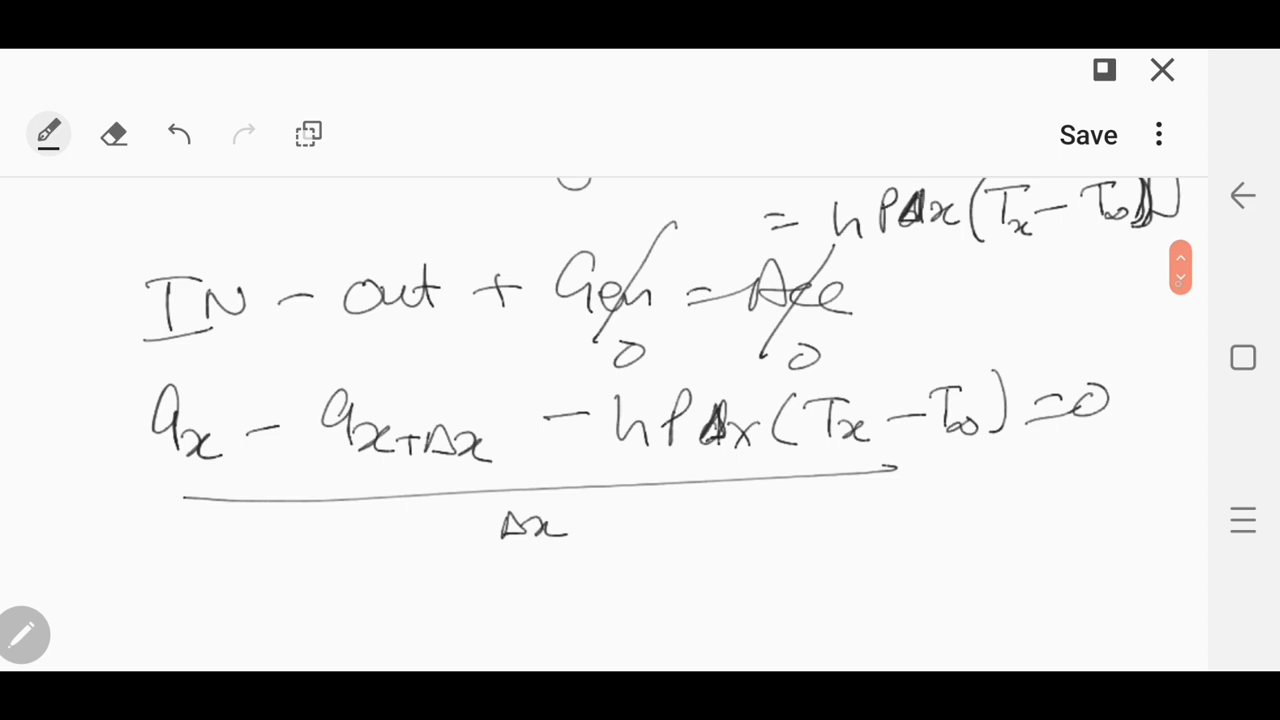 Save
= hPΔx(Tx - T∞)
IN - out + Gen = Acc
0 0
qx - qx+Δx - hPΔx(Tx - T∞) = 0
Δx